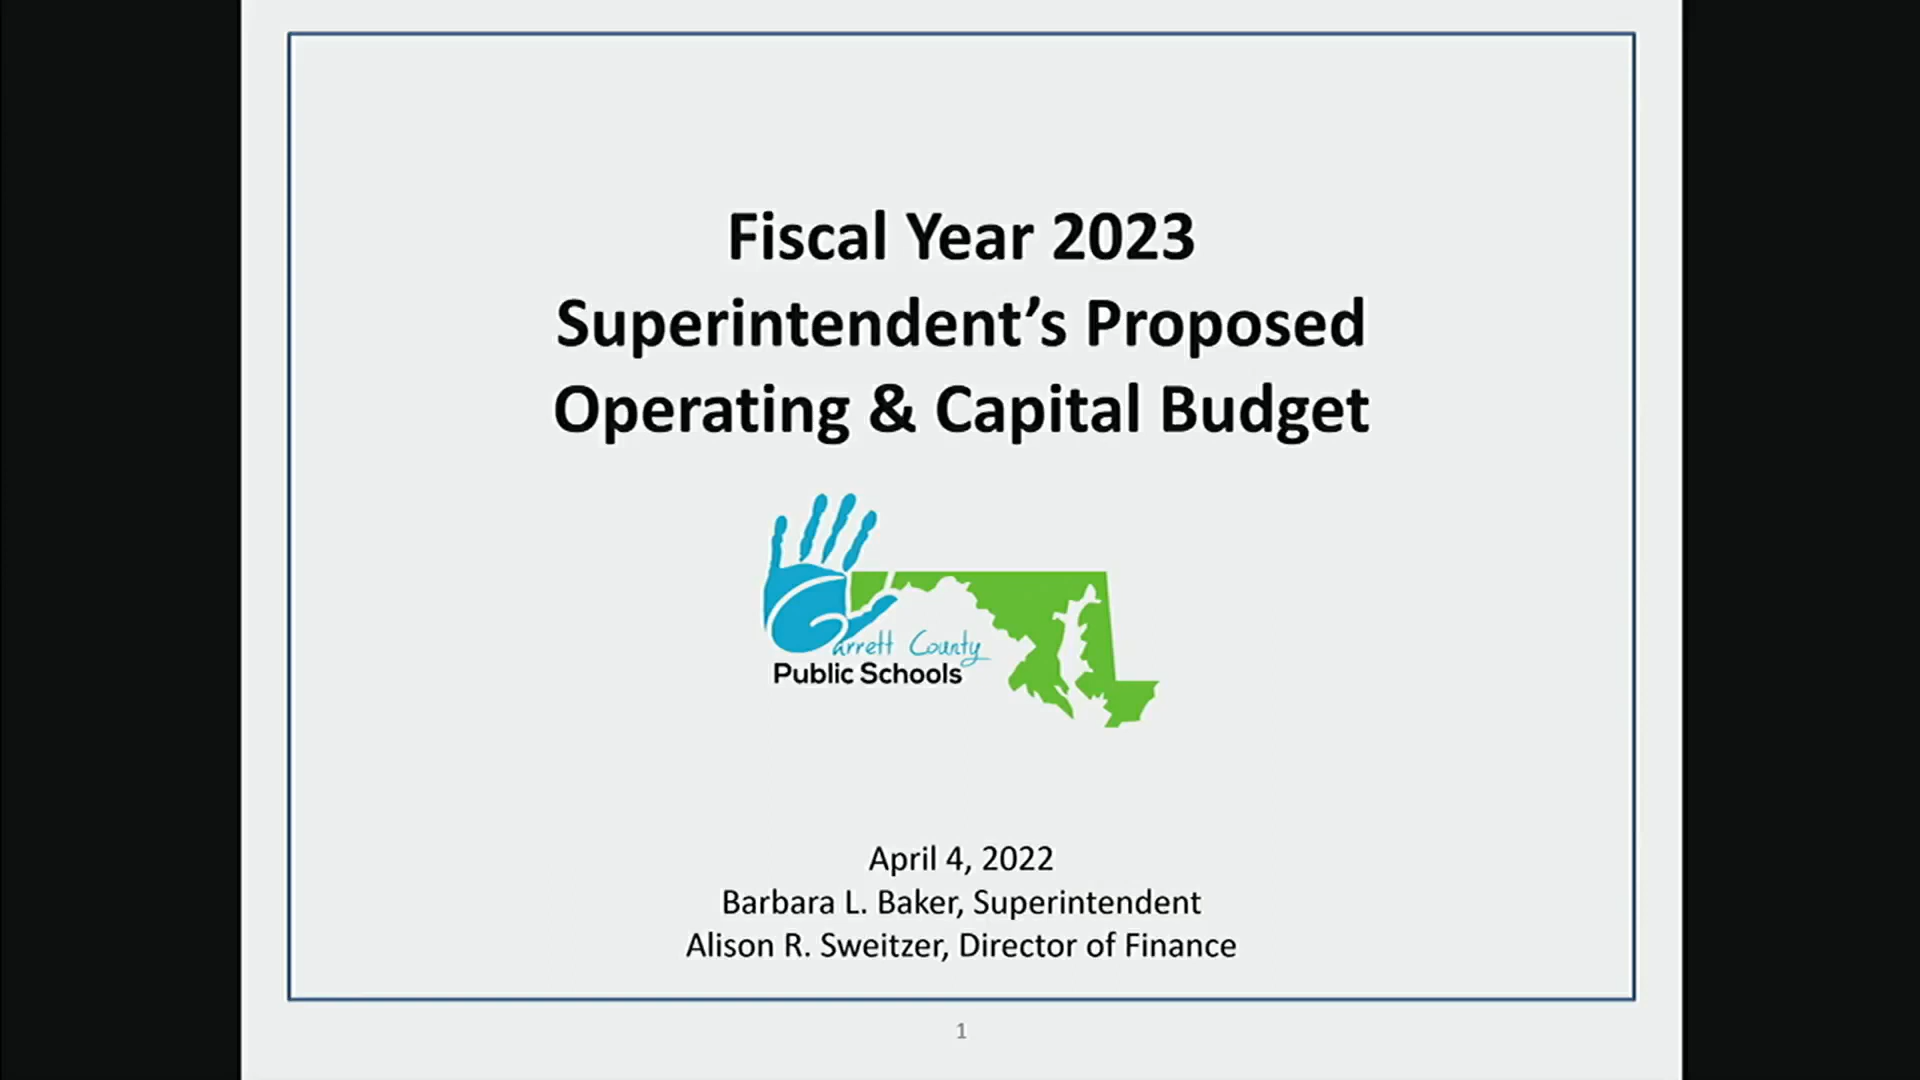 Fiscal Year 2023
Superintendent’s Proposed
Operating & Capital Budget
Garrett County
Public Schools
April 4, 2022
Barbara L. Baker, Superintendent
Alison R. Sweitzer, Director of Finance
1